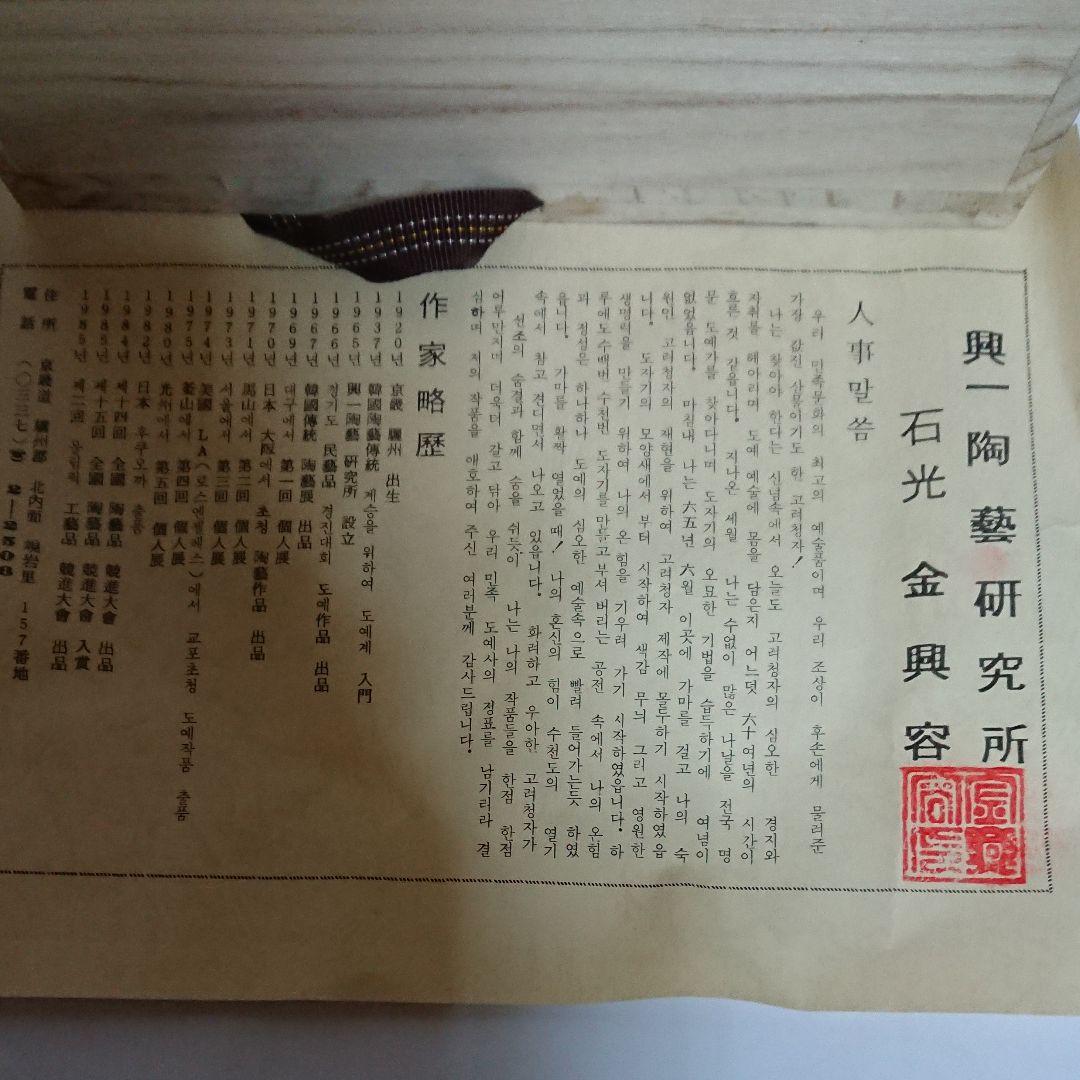 興一陶藝研究所
石光 金興容
人事말씀
우리 민족문화의 최고의 예술품이며 우리 조상이 후손에게 물려준
가장 값진 산물이기도 한 고려청자!
나는 찾아야 한다는 신념속에서 오늘도 고려청자의 심오한 경지와
자취를 헤아리며 도예 예술에 몸을 담은지 어느덧 六十여년의 시간이
흐른것 같읍니다. 지나온 세월 나는 수없이 많은 나날을 전국 명
문 도예가를 찾아다니며 도자기의 오묘한 기법을 습득하기에 여념이
없었읍니다. 마침내 나는 六五년 六월 이곳에 가마를 걸고 나의 숙
원인 고려청자의 재현을 위하여 고려청자 제작에 몰두하기 시작하였읍
니다. 도자기의 모양새에서 부터 시작하여 색감 무늬 그리고 영원한
생명력을 만들기 위하여 나의 온힘을 기우려 가기 시작하였읍니다. 하
루에도 수백번 수천번 도자기를 만들고 부셔 버리는 공전 속에서 나의 온힘
과 정성은 하나하나 도예의 심오한 예술속으로 빨려 들어가는듯 하였
읍니다. 가마를 활짝 열었을때! 나의 혼신의 힘이 수천도의 열기
속에서 참고 견디면서 나오고 있읍니다. 화려하고 우아한 고려청자가
선조의 숨결과 함께 숨을 쉬듯이 나는 나의 작품들을 한점 한점
어루만지며 더욱더 갈고 닦아 우리 민족 도예사의 정표를 남기리라 결
심하며 저의 작품을 애호하여 주신 여러분께 감사드립니다.
作家略歷
1920년 京畿 驪州 出生
1937년 韓國陶藝傳統 계승을 위하여 도예계 入門
1965년 興一陶藝 硏究所 設立
1966년 경기도 民藝品 경진대회 도예作品 出品
1967년 韓國傳統 陶藝展 出品
1969년 대구에서 第一回 個人展
1970년 日本 大阪에서 초청 陶藝作品 出品
1971년 馬山에서 第二回 個人展
1973년 서울에서 第三回 個人展
1974년 美國 LA(로스엔젤레스)에서 교포초청 도예작품 출품
1975년 釜山에서 第四回 個人展
1980년 光州에서 第五回 個人展
1982년 日本 후쿠오까 出品
1984년 제十四回 全國 陶藝品 競進大會 出品
1985년 제十五回 全國 陶藝品 競進大會 入賞
1985년 제二回 올림픽 工藝品 競進大會 出品
住所 京畿道 驪州郡 北內面 現岩里 157番地
電話 (〇三三七) 2-2508